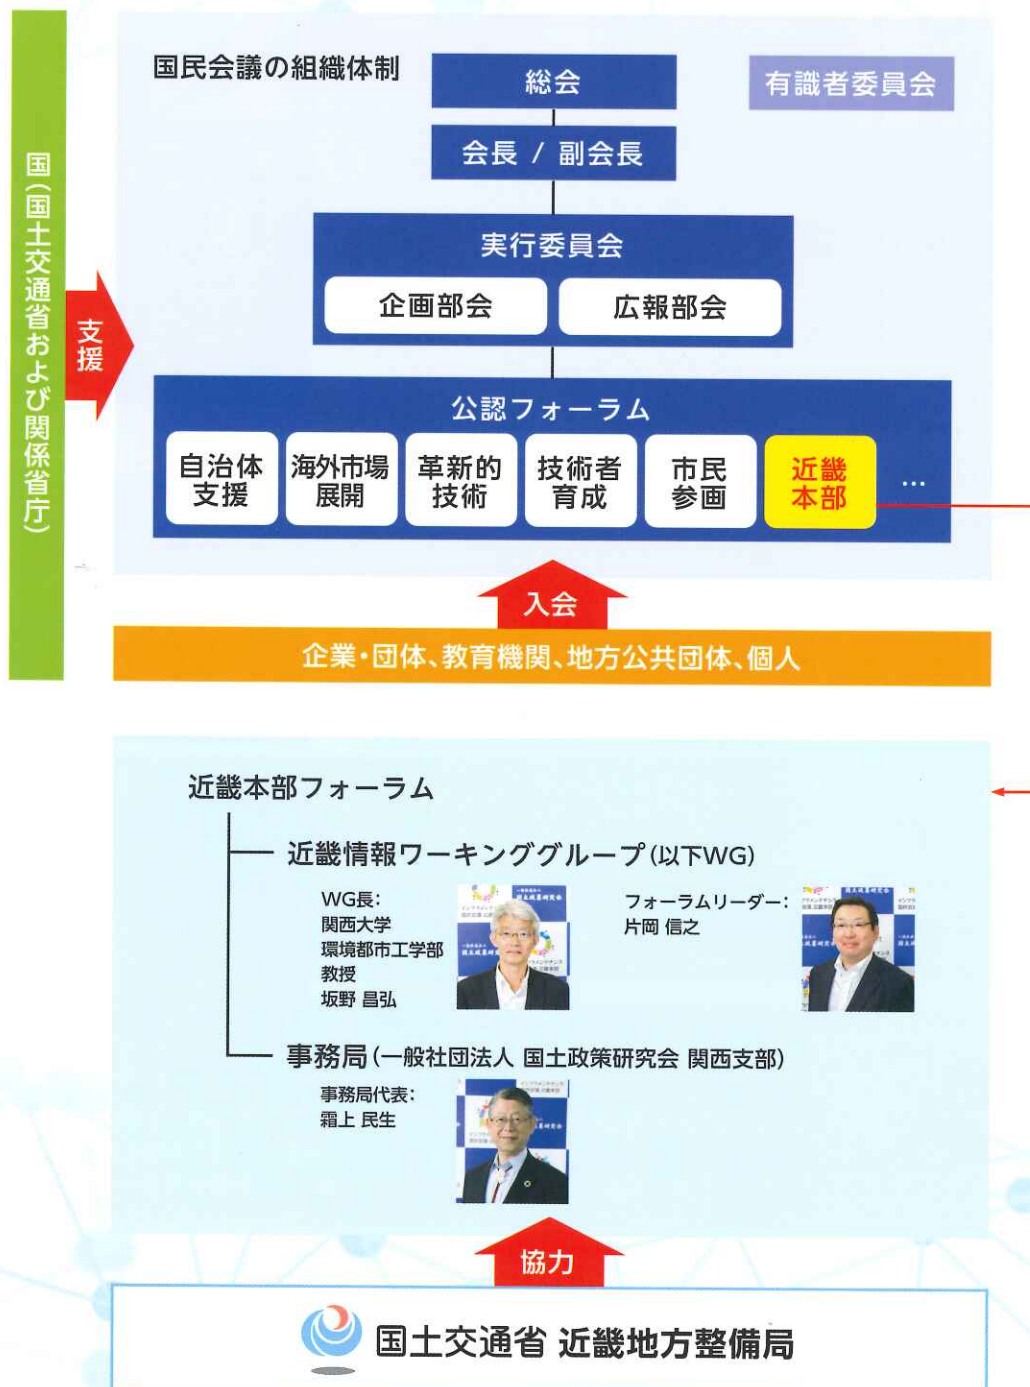 国(国土交通省および関係省庁)
支援
国民会議の組織体制
総会
有識者委員会
会長 / 副会長
実行委員会
企画部会
広報部会
公認フォーラム
自治体
支援
海外市場
展開
革新的
技術
技術者
育成
市民
参画
近畿
本部
…
入会
企業・団体、教育機関、地方公共団体、個人
近畿本部フォーラム
近畿情報ワーキンググループ(以下WG)
WG長:
関西大学
環境都市工学部
教授
坂野 昌弘
フォーラムリーダー:
片岡 信之
事務局(一般社団法人 国土政策研究会 関西支部)
事務局代表:
霜上 民生
協力
国土交通省 近畿地方整備局